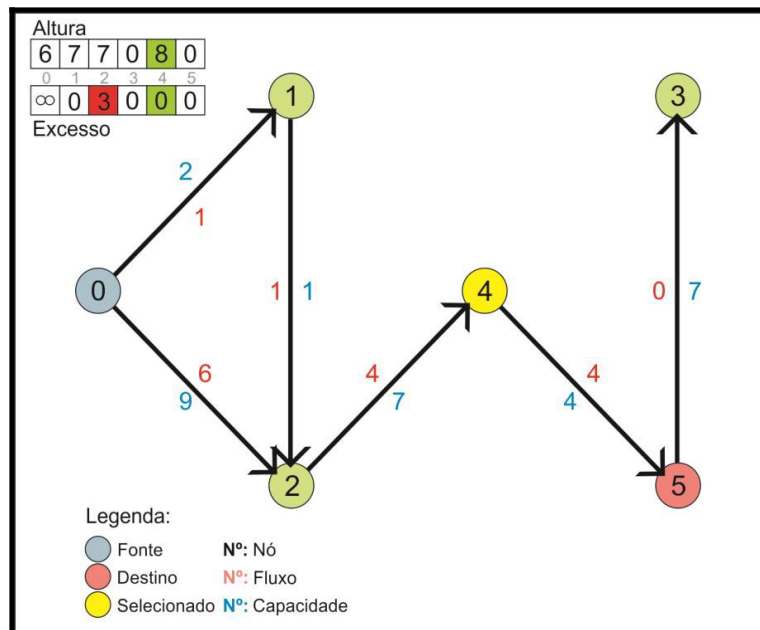 Altura
6 7 7 0 8 0
0 1 2 3 4 5
∞ 0 3 0 0 0
Excesso
1
3
2
1
0
1 1
4
0 7
6
9
4
7
4
4
2
5
Legenda:
Fonte Nº: Nó
Destino Nº: Fluxo
Selecionado Nº: Capacidade